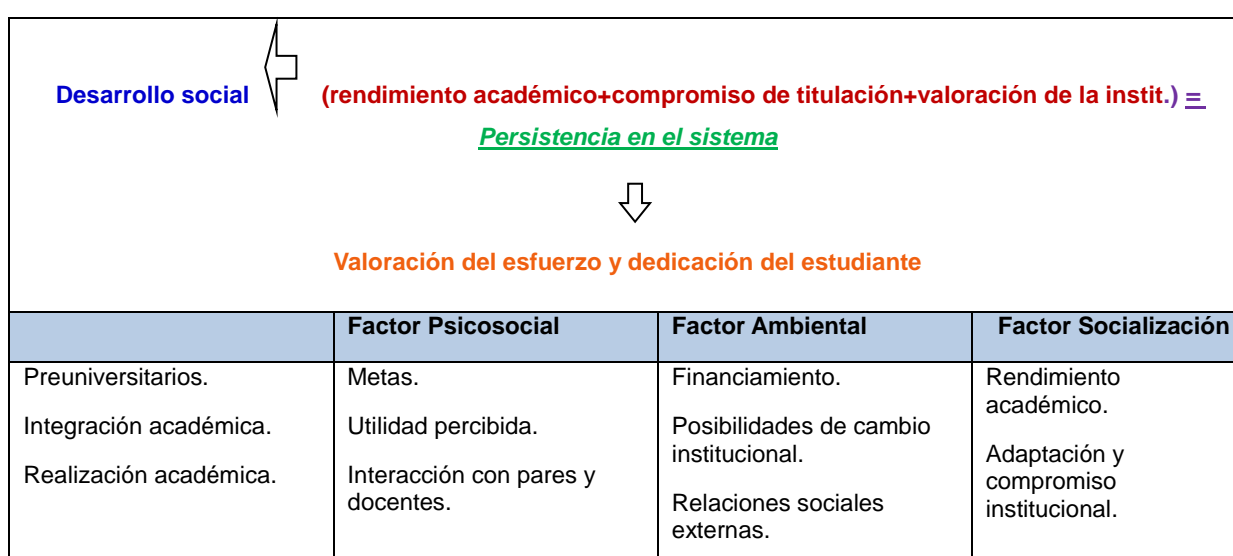 Desarrollo social (rendimiento académico+compromiso de titulación+valoración de la instit.) =
Persistencia en el sistema
Valoración del esfuerzo y dedicación del estudiante
Factor Psicosocial Factor Ambiental Factor Socialización
Preuniversitarios.
Integración académica.
Realización académica.
Metas.
Utilidad percibida.
Interacción con pares y
docentes.
Financiamiento.
Posibilidades de cambio
institucional.
Relaciones sociales
externas.
Rendimiento
académico.
Adaptación y
compromiso
institucional.